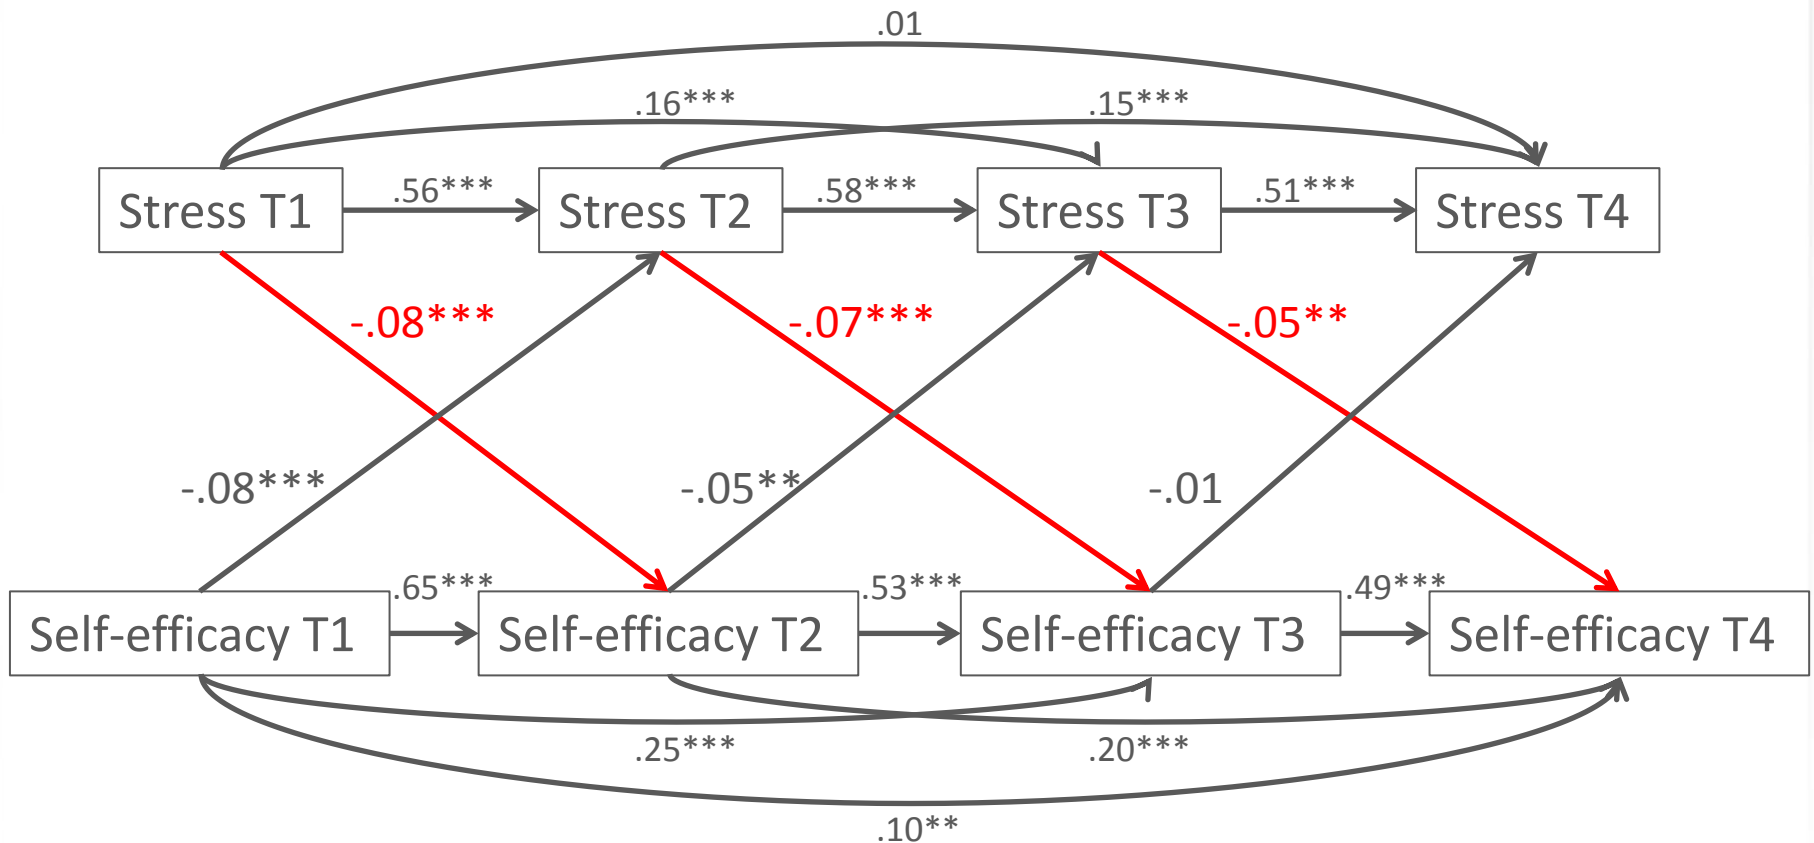 .01
.16***
.15***
Stress T1
.56***
Stress T2
.58***
Stress T3
.51***
Stress T4
-.08***
-.07***
-.05**
-.08***
-.05**
-.01
Self-efficacy T1
.65***
Self-efficacy T2
.53***
Self-efficacy T3
.49***
Self-efficacy T4
.25***
.20***
.10**